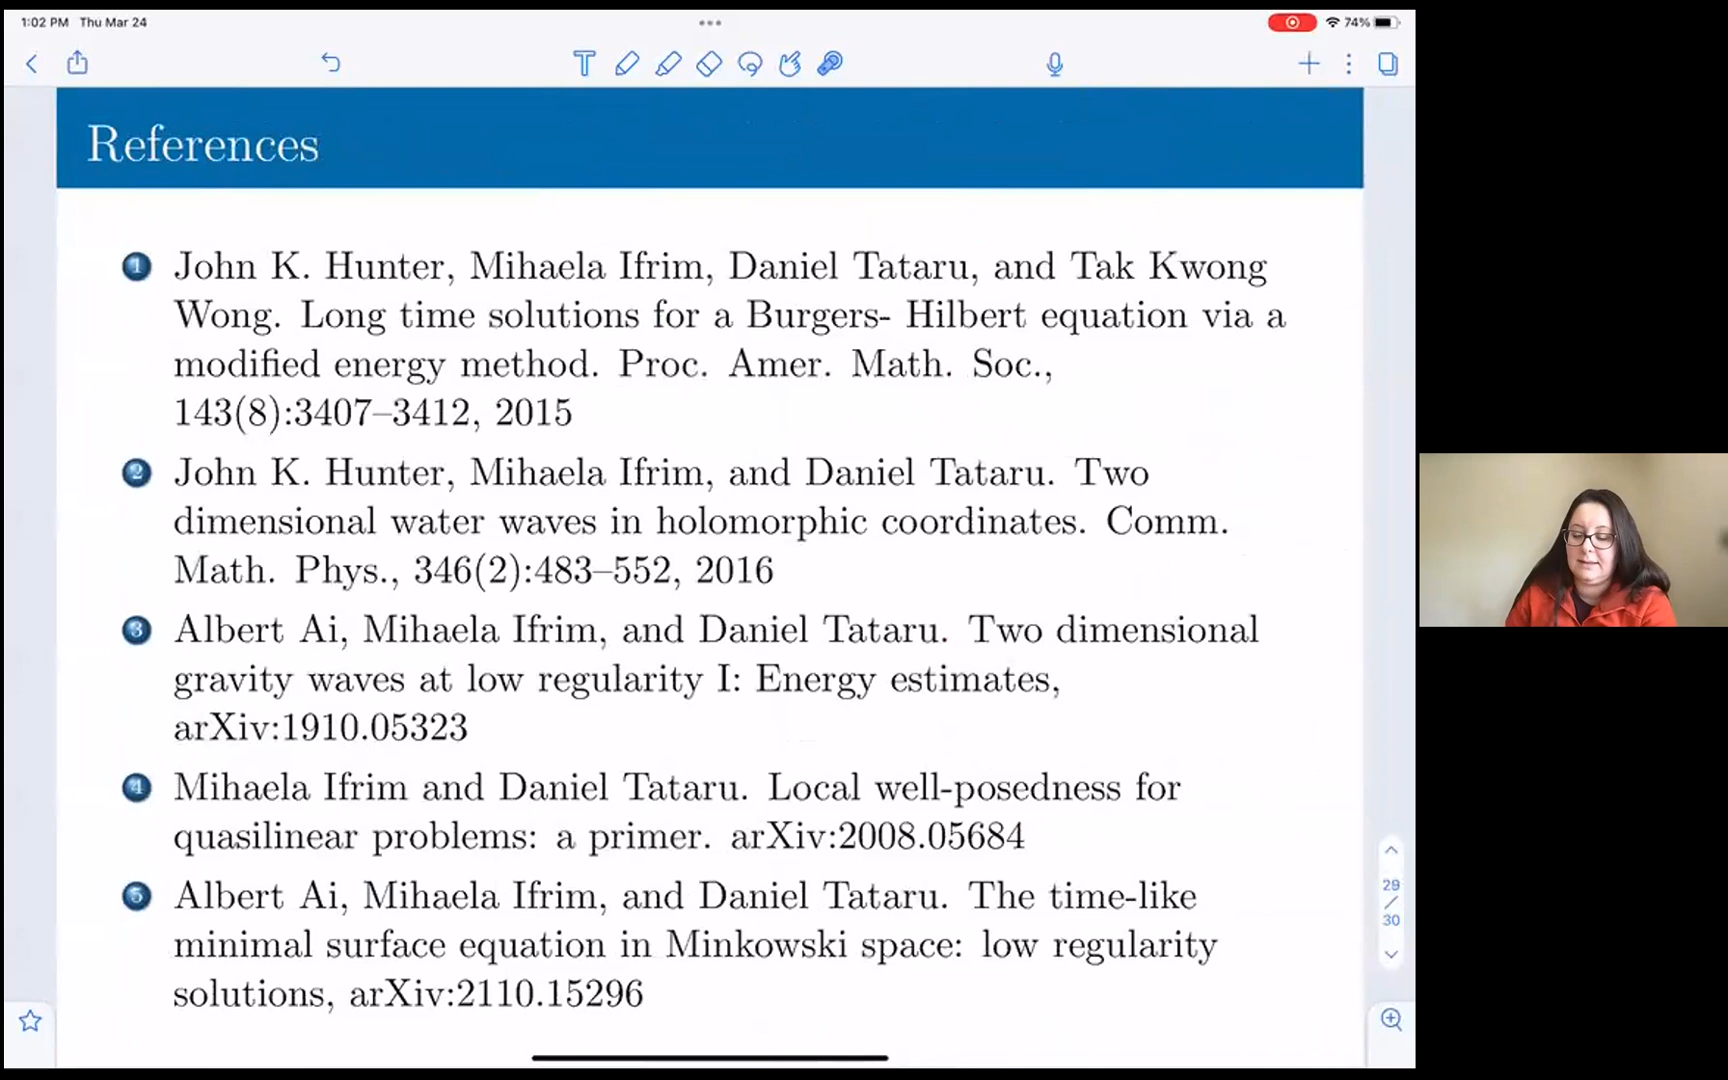 1:02 PM Thu Mar 24
74%
References
1 John K. Hunter, Mihaela Ifrim, Daniel Tataru, and Tak Kwong
Wong. Long time solutions for a Burgers- Hilbert equation via a
modified energy method. Proc. Amer. Math. Soc.,
143(8):3407–3412, 2015
2 John K. Hunter, Mihaela Ifrim, and Daniel Tataru. Two
dimensional water waves in holomorphic coordinates. Comm.
Math. Phys., 346(2):483–552, 2016
3 Albert Ai, Mihaela Ifrim, and Daniel Tataru. Two dimensional
gravity waves at low regularity I: Energy estimates,
arXiv:1910.05323
4 Mihaela Ifrim and Daniel Tataru. Local well-posedness for
quasilinear problems: a primer. arXiv:2008.05684
5 Albert Ai, Mihaela Ifrim, and Daniel Tataru. The time-like
minimal surface equation in Minkowski space: low regularity
solutions, arXiv:2110.15296
29
/
30